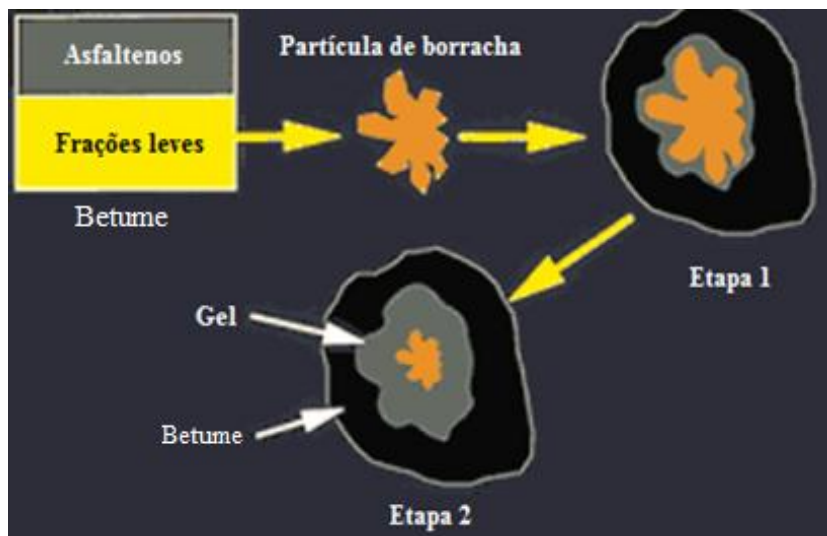 Asfaltenos
Partícula de borracha
Frações leves
Betume
Etapa 1
Gel
Betume
Etapa 2